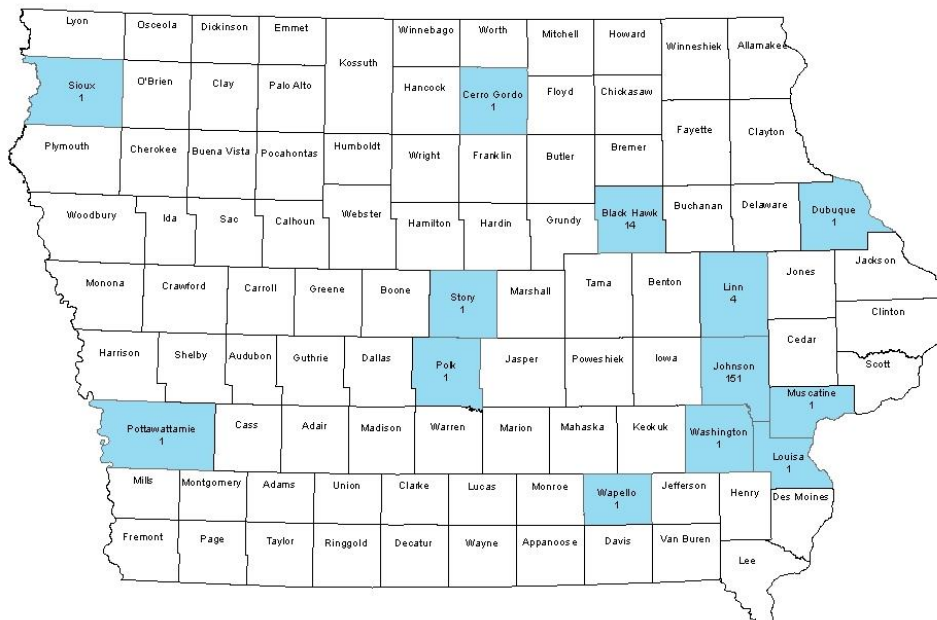 Lyon
Osceola
Dickinson
Emmet
Kossuth
Winnebago
Worth
Mitchell
Howard
Winneshiek
Allamakee
Sioux
1
O'Brien
Clay
Palo Alto
Hancock
Cerro Gordo
1
Floyd
Chickasaw
Fayette
Clayton
Plymouth
Cherokee
Buena Vista
Pocahontas
Humboldt
Wright
Franklin
Butler
Bremer
Woodbury
Ida
Sac
Calhoun
Webster
Hamilton
Hardin
Grundy
Black Hawk
14
Buchanan
Delaware
Dubuque
1
Monona
Crawford
Carroll
Greene
Boone
Story
1
Marshall
Tama
Benton
Linn
4
Jones
Jackson
Clinton
Harrison
Shelby
Audubon
Guthrie
Dallas
Polk
1
Jasper
Poweshiek
Iowa
Johnson
151
Cedar
Scott
Muscatine
1
Pottawattamie
1
Cass
Adair
Madison
Warren
Marion
Mahaska
Keokuk
Washington
1
Louisa
1
Mills
Montgomery
Adams
Union
Clarke
Lucas
Monroe
Wapello
1
Jefferson
Henry
Des Moines
Fremont
Page
Taylor
Ringgold
Decatur
Wayne
Appanoose
Davis
Van Buren
Lee